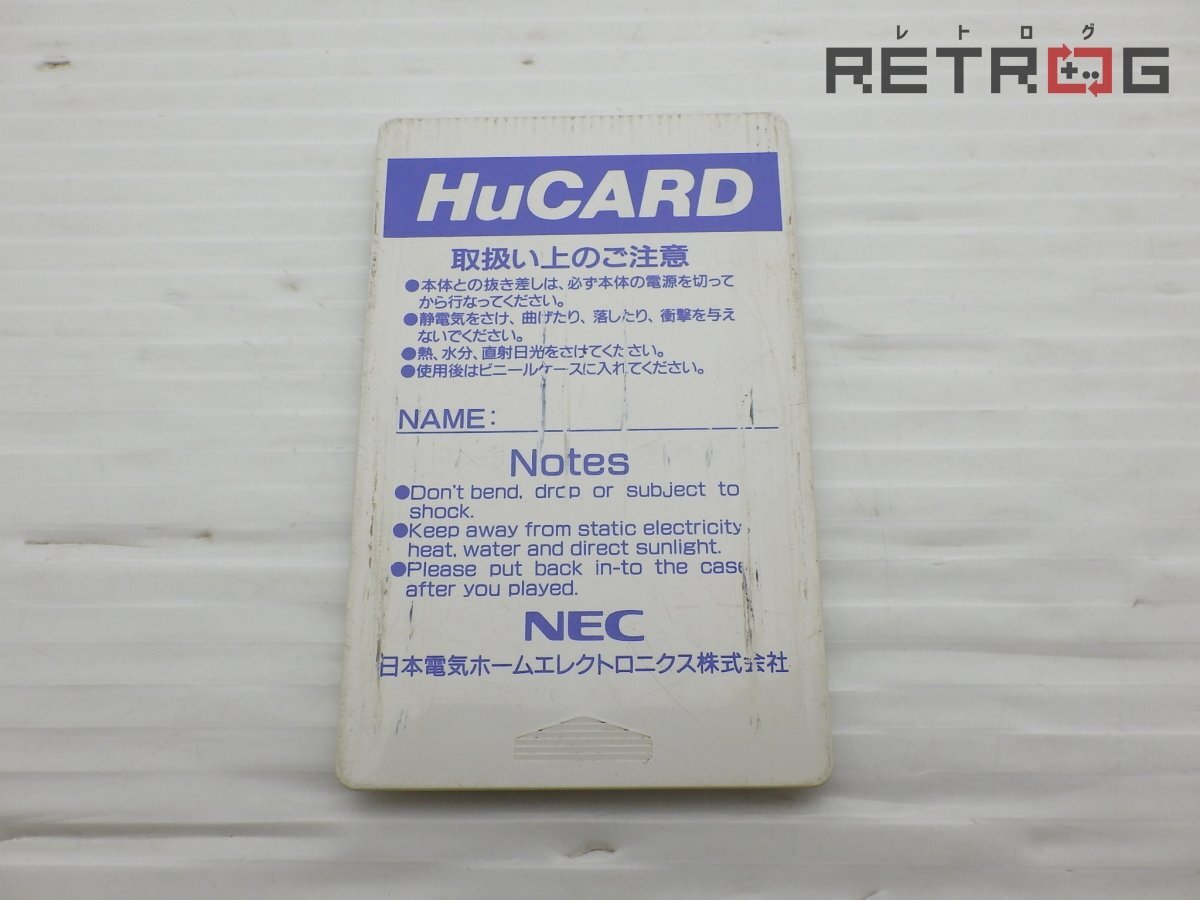 レトログ
RETROG
HuCARD
取扱い上のご注意
●本体との抜き差しは、必ず本体の電源を切って
から行なってください。
●静電気をさけ、曲げたり、落したり、衝撃を与え
ないでください。
●熱、水分、直射日光をさけてください。
●使用後はビニールケースに入れてください。
NAME:
Notes
●Don't bend, drop or subject to
shock.
●Keep away from static electricity,
heat, water and direct sunlight.
●Please put back in-to the case
after you played.
NEC
日本電気ホームエレクトロニクス株式会社